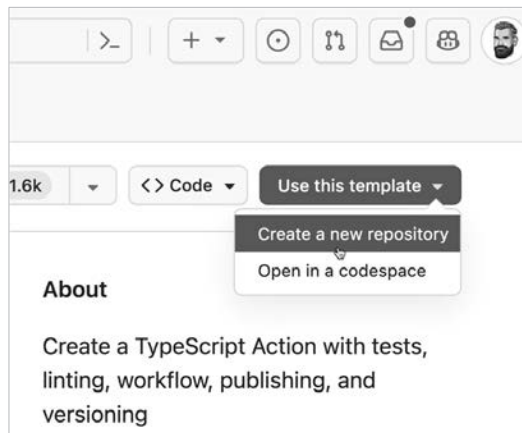 1.6k
<> Code
Use this template
Create a new repository
Open in a codespace
About
Create a TypeScript Action with tests,
linting, workflow, publishing, and
versioning